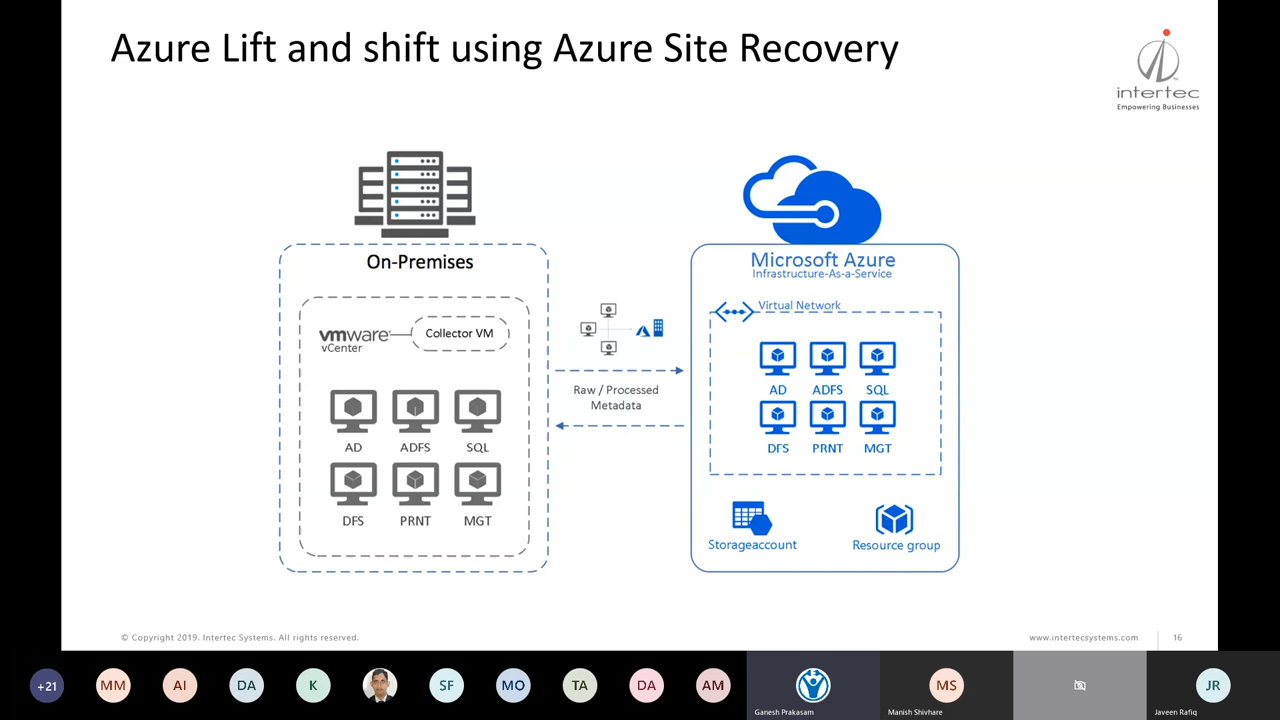 Azure Lift and shift using Azure Site Recovery
intertec
Empowering Businesses
On-Premises
vmware
vCenter
Collector VM
AD
ADFS
SQL
DFS
PRNT
MGT
Raw / Processed
Metadata
Microsoft Azure
Infrastructure-As-a-Service
Virtual Network
AD
ADFS
SQL
DFS
PRNT
MGT
Storageaccount
Resource group
© Copyright 2019. Intertec Systems. All rights reserved.
www.intertecsystems.com
16
+21
MM
AI
DA
K
SF
MO
TA
DA
AM
Ganesh Prakasam
MS
Manish Shivhare
JR
Javeen Rafiq